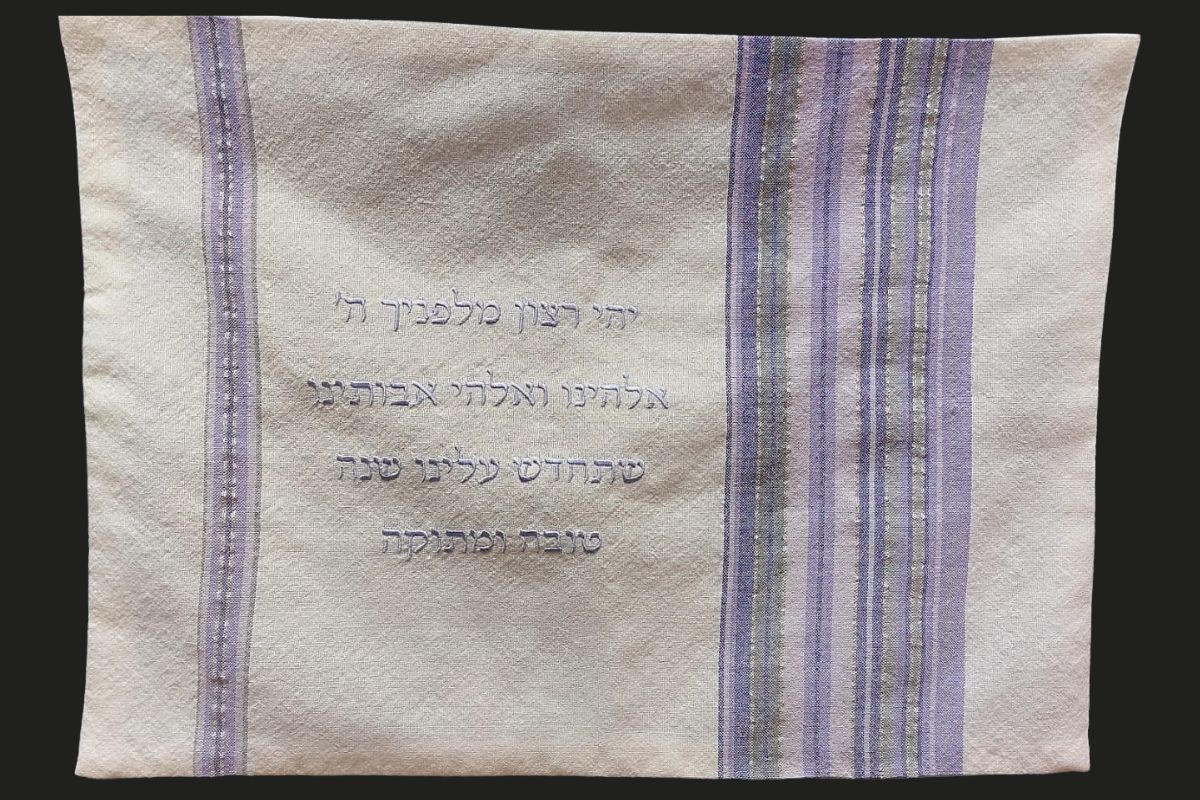 יהי רצון מלפניך ה'
אלהינו ואלהי אבותינו
שתחדש עלינו שנה
טובה ומתוקה